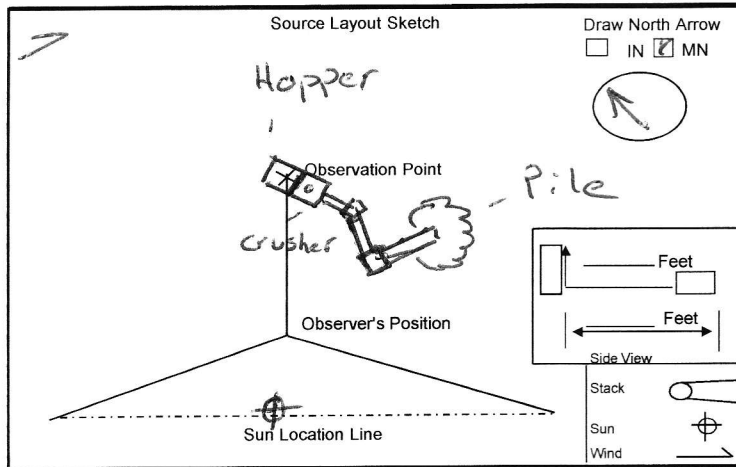 Source Layout Sketch
Draw North Arrow
IN MN
Hopper
Observation Point
Pile
Crusher
Feet
Observer's Position
Feet
Side View
Stack
Sun Location Line
Sun
Wind